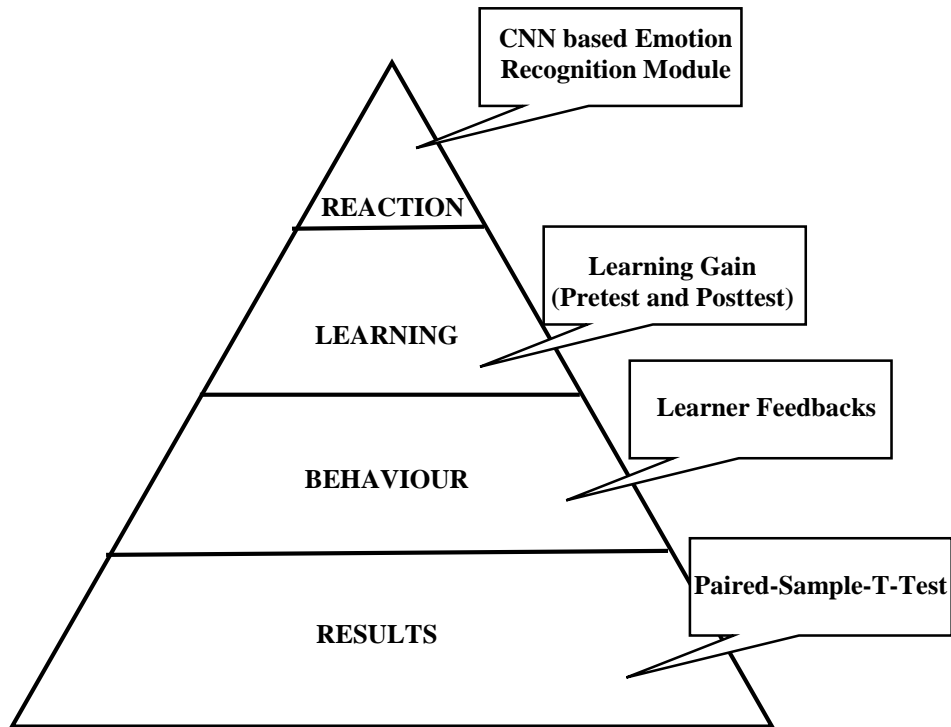 CNN based Emotion
Recognition Module
REACTION
Learning Gain
(Pretest and Posttest)
LEARNING
Learner Feedbacks
BEHAVIOUR
Paired-Sample-T-Test
RESULTS